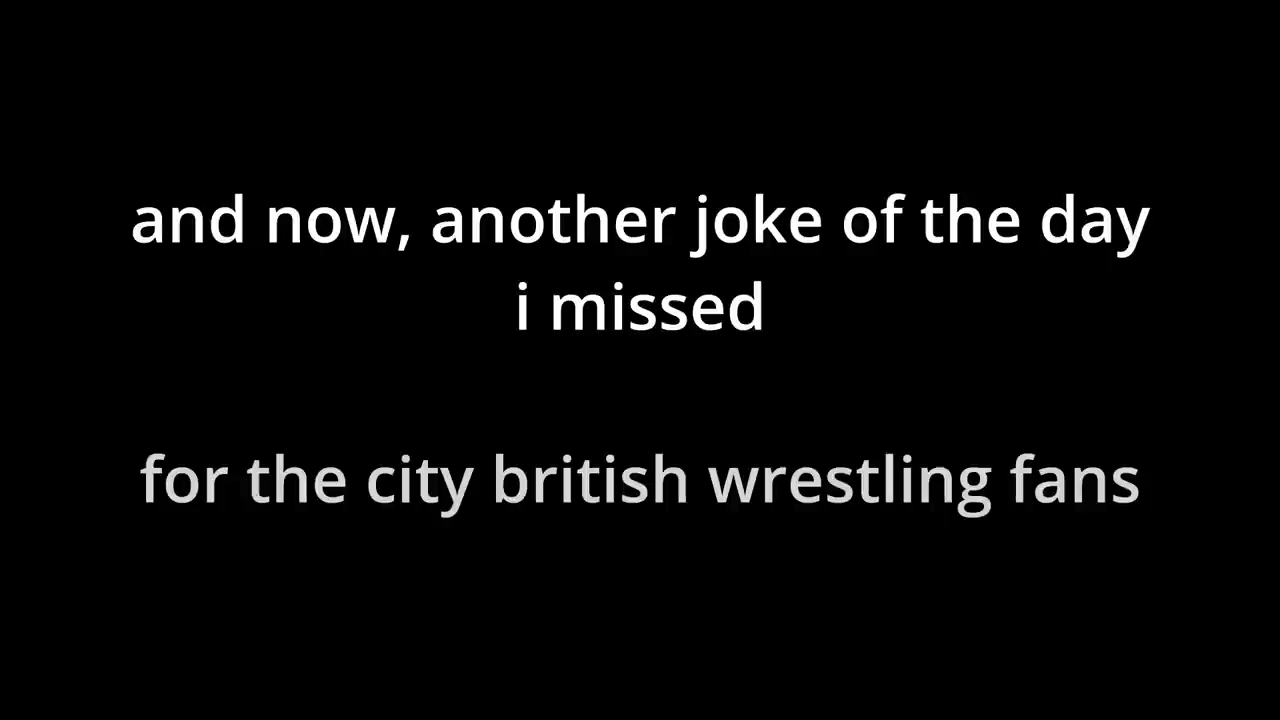 and now, another joke of the day
i missed
for the city british wrestling fans